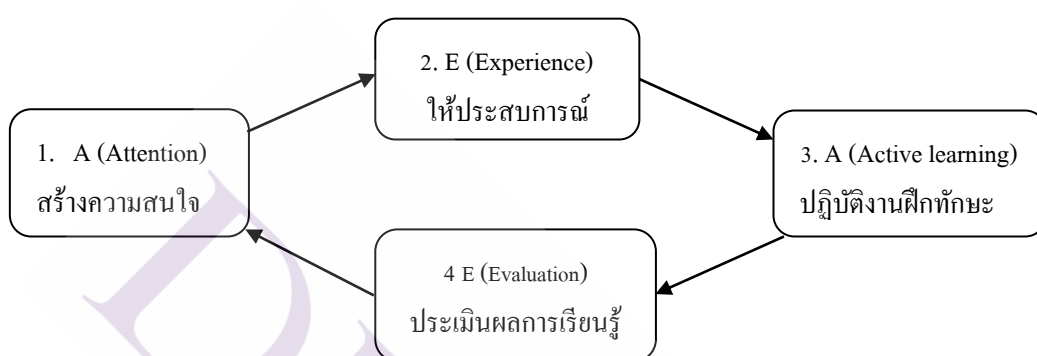 2. E (Experience)
ให้ประสบการณ์
1. A (Attention)
สร้างความสนใจ
3. A (Active learning)
ปฏิบัติงานฝึกทักษะ
4 E (Evaluation)
ประเมินผลการเรียนรู้